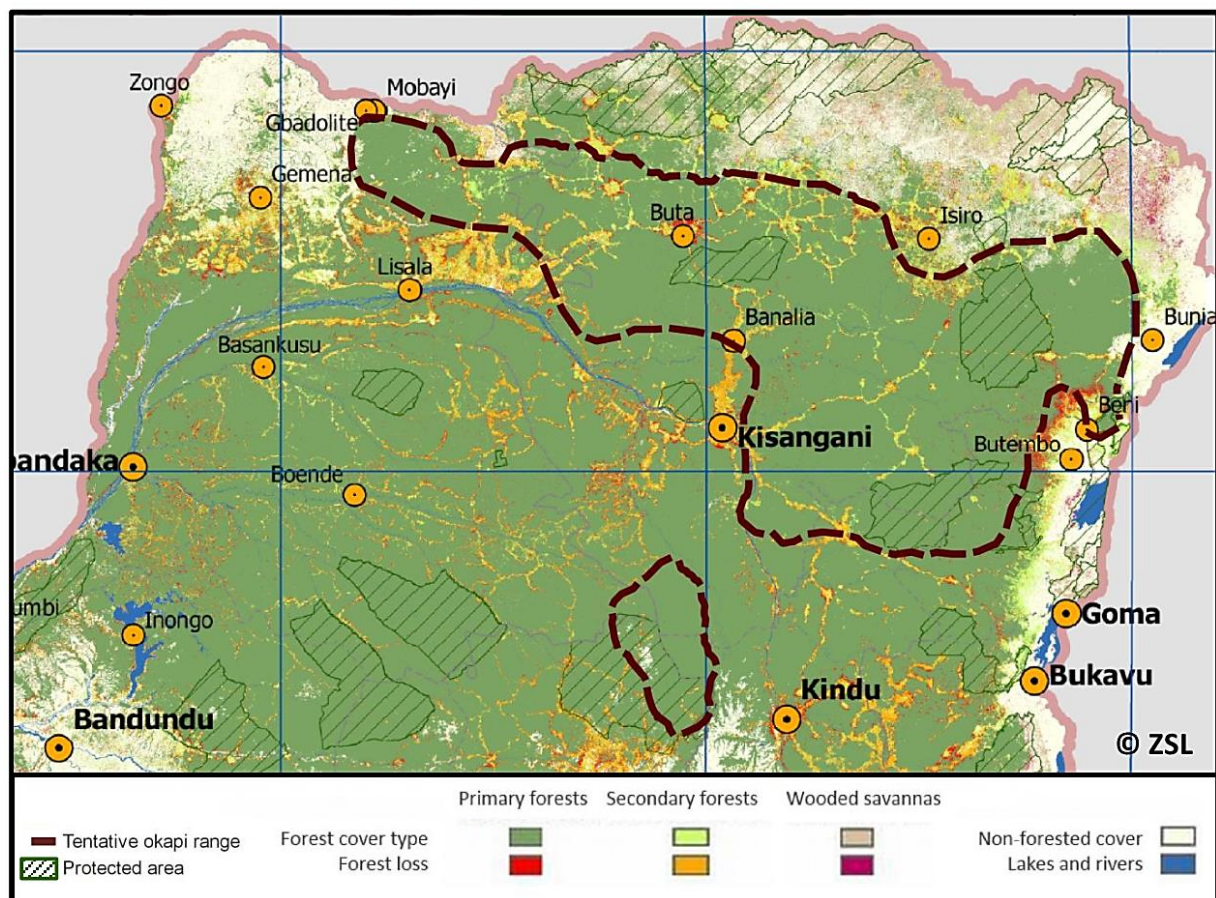 Zongo
Mobayi
Gbadolite
Gemena
Buta
Isiro
Lisala
Banalia
Bunia
Basankusu
Beni
Kisangani
Butembo
bandaka
Boende
umbi
Inongo
Goma
Bukavu
Kindu
Bandundu
© ZSL
Primary forests Secondary forests Wooded savannas
Tentative okapi range Forest cover type Non-forested cover
Protected area Forest loss Lakes and rivers